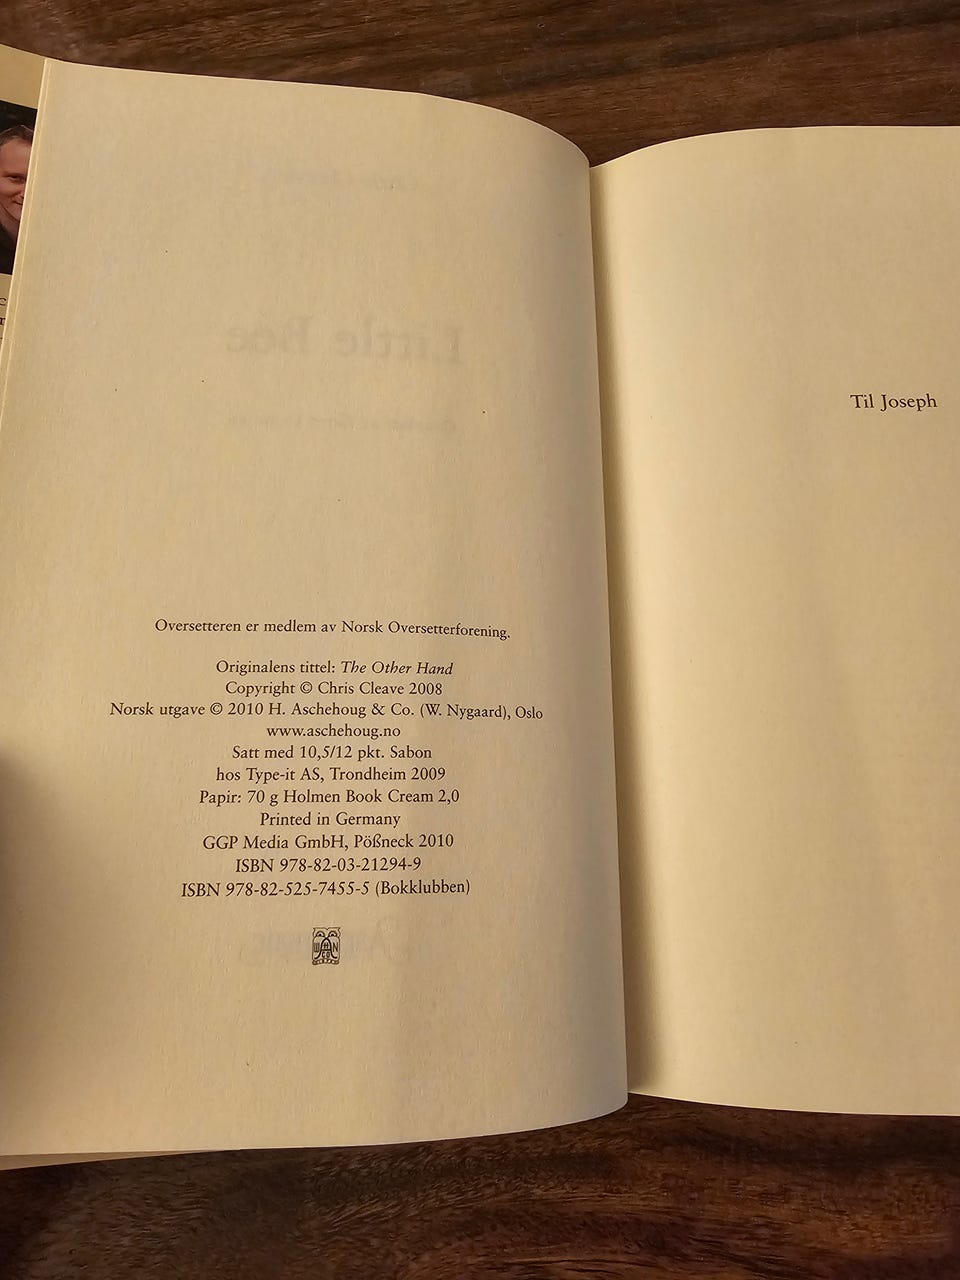 Little Bee
Oversetteren er medlem av Norsk Oversetterforening.
Originalens tittel: The Other Hand
Copyright © Chris Cleave 2008
Norsk utgave © 2010 H. Aschehoug & Co. (W. Nygaard), Oslo
www.aschehoug.no
Satt med 10,5/12 pkt. Sabon
hos Type-it AS, Trondheim 2009
Papir: 70 g Holmen Book Cream 2,0
Printed in Germany
GGP Media GmbH, Pößneck 2010
ISBN 978-82-03-21294-9
ISBN 978-82-525-7455-5 (Bokklubben)
Til Joseph